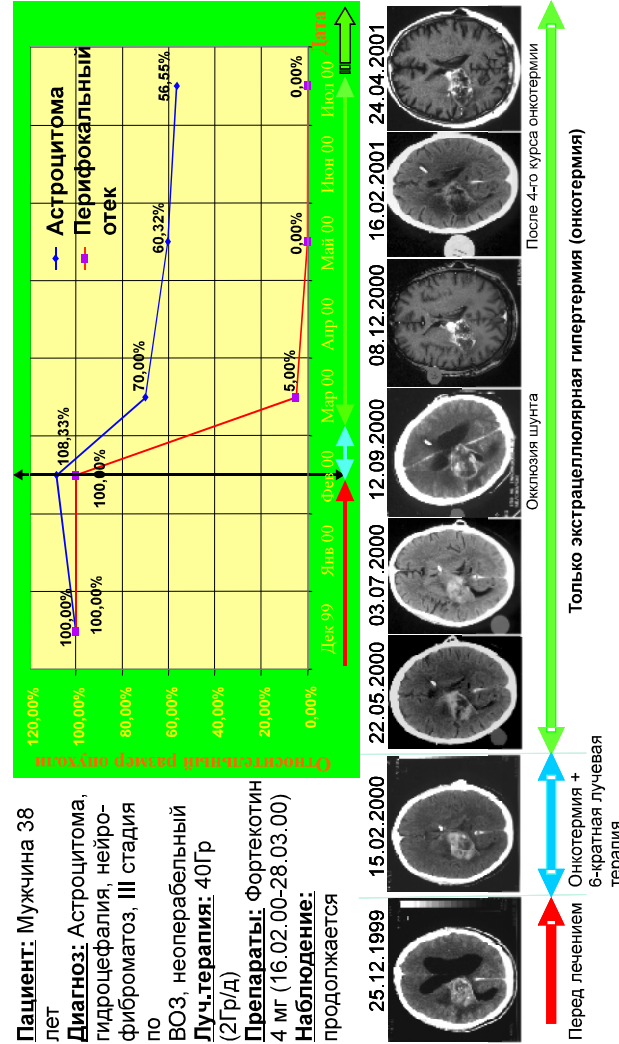 Пациент: Мужчина 38
лет
Диагноз: Астроцитома,
гидроцефалия, нейро-
фиброматоз, III стадия
по
ВОЗ, неоперабельный
Луч.терапия: 40Гр
(2Гр/д)
Препараты: Фортекотин
4 мг (16.02.00–28.03.00)
Наблюдение:
продолжается
Относительный размер опухоли
120,00%
100,00%
80,00%
60,00%
40,00%
20,00%
0,00%
Астроцитома
Перифокальный
отек
100,00%
108,33%
70,00%
60,32%
56,55%
100,00%
100,00%
5,00%
0,00%
0,00%
Дек 99
Янв 00
Фев 00
Мар 00
Апр 00
Май 00
Июн 00
Июл 00
Дата
25.12.1999
15.02.2000
22.05.2000
03.07.2000
12.09.2000
08.12.2000
16.02.2001
24.04.2001
Окклюзия шунта
После 4-го курса онкотермии
Перед лечением
Онкотермия +
6-кратная лучевая
терапия
Только экстрацеллюлярная гипертермия (онкотермия)